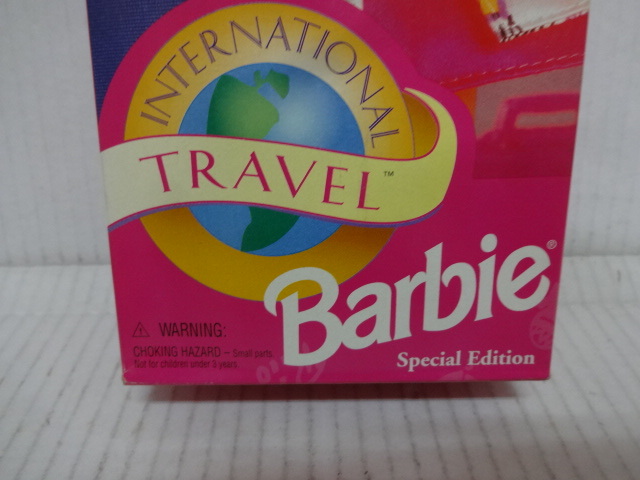 INTERNATIONAL
TRAVEL™
Barbie®
Special Edition
⚠ WARNING:
CHOKING HAZARD – Small parts.
Not for children under 3 years.